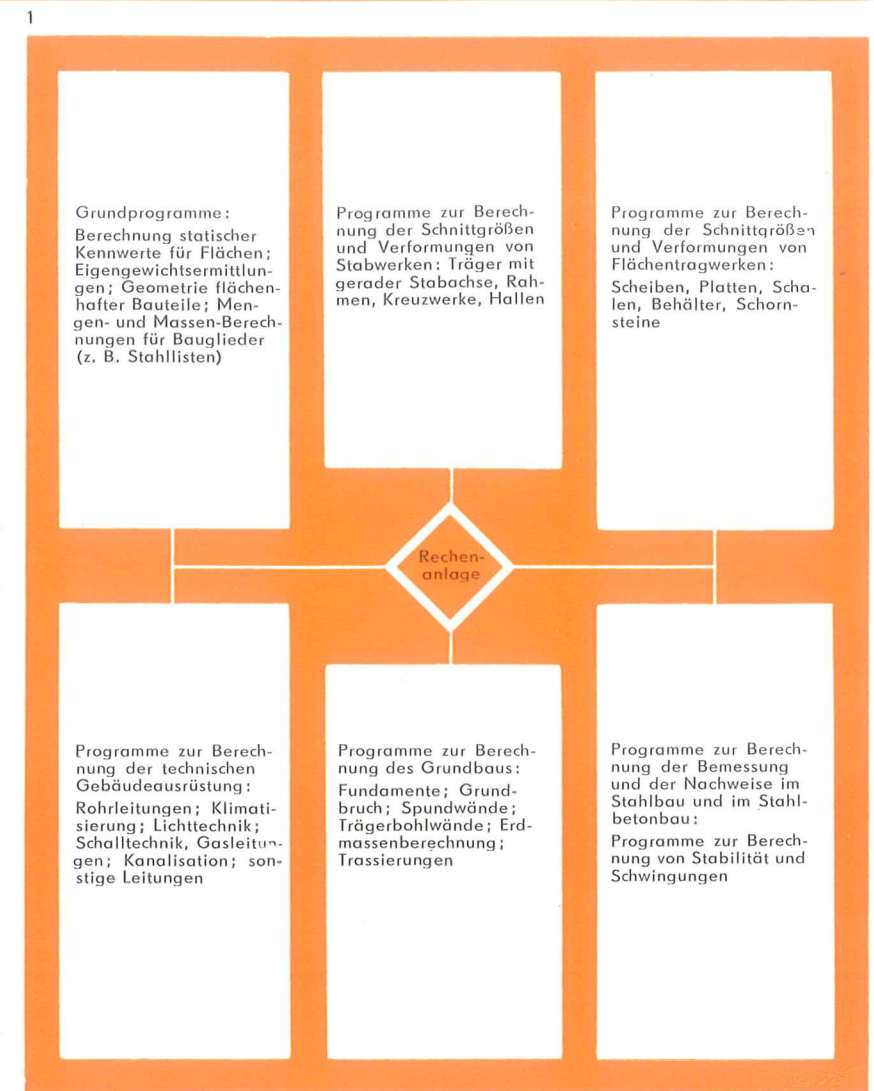 1
Grundprogramme:
Berechnung statischer
Kennwerte für Flächen;
Eigengewichtsermittlun-
gen; Geometrie flächen-
hafter Bauteile; Men-
gen- und Massen-Berech-
nungen für Bauglieder
(z. B. Stahllisten)
Programme zur Berech-
nung der Schnittgrößen
und Verformungen von
Stabwerken: Träger mit
gerader Stabachse, Rah-
men, Kreuzwerke, Hallen
Programme zur Berech-
nung der Schnittgrößen
und Verformungen von
Flächentragwerken:
Scheiben, Platten, Scha-
len, Behälter, Schorn-
steine
Rechen-
anlage
Programme zur Berech-
nung der technischen
Gebäudeausrüstung:
Rohrleitungen; Klimati-
sierung; Lichttechnik;
Schalltechnik, Gasleitun-
gen; Kanalisation; son-
stige Leitungen
Programme zur Berech-
nung des Grundbaus:
Fundamente; Grund-
bruch; Spundwände;
Trägerbohlwände; Erd-
massenberechnung;
Trassierungen
Programme zur Berech-
nung der Bemessung
und der Nachweise im
Stahlbau und im Stahl-
betonbau:
Programme zur Berech-
nung von Stabilität und
Schwingungen